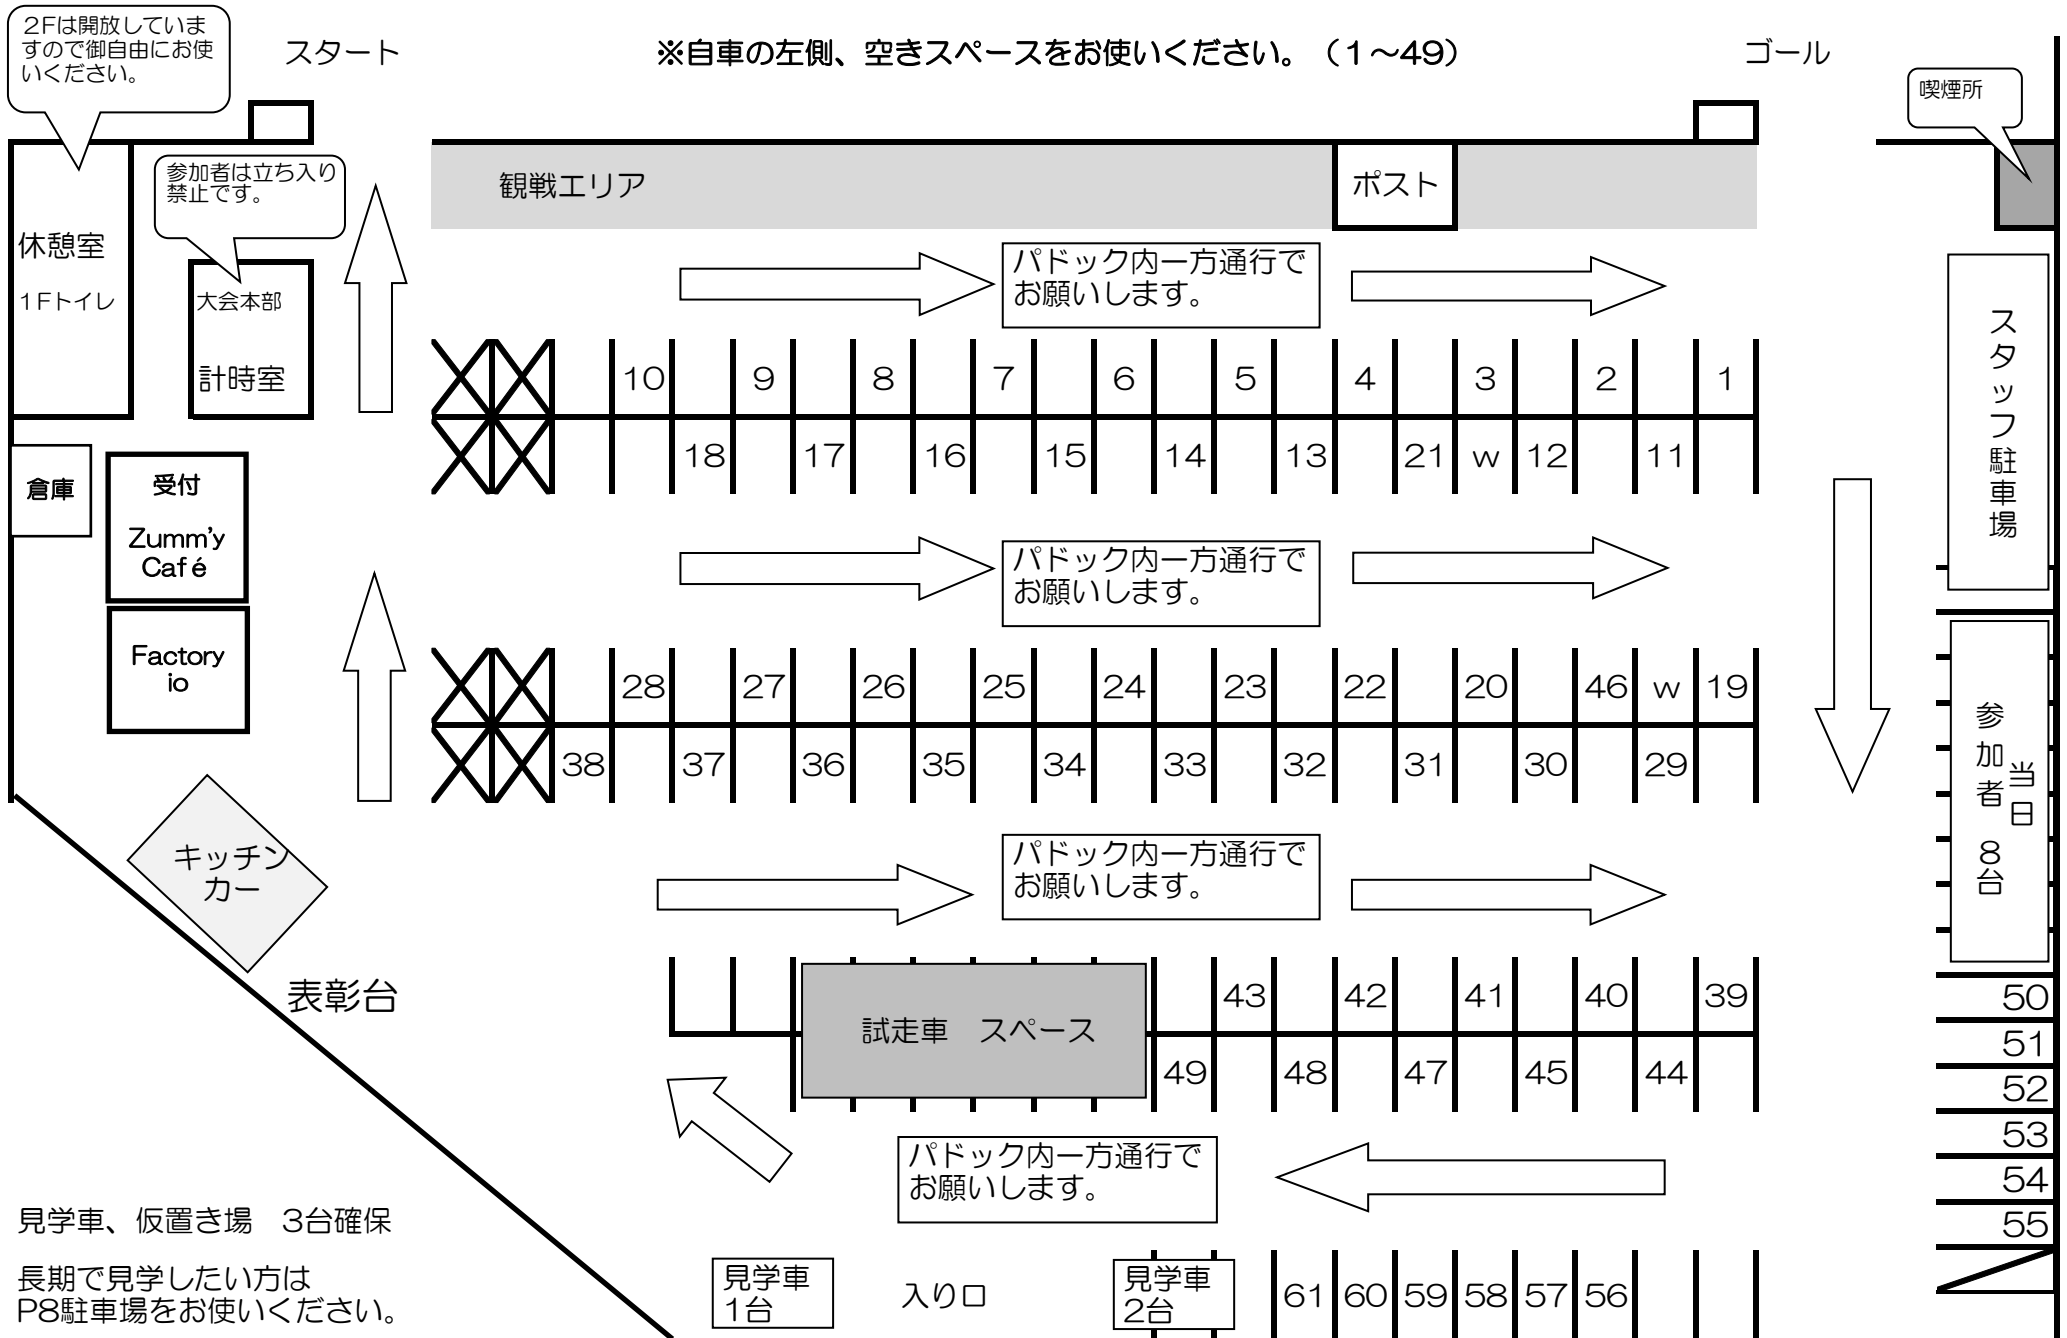 2Fは開放していま
すので御自由にお使
いください。
スタート
※自車の左側、空きスペースをお使いください。（1～49）
ゴール
喫煙所
参加者は立ち入り
禁止です。
観戦エリア
ポスト
休憩室
1Fトイレ
大会本部
計時室
パドック内一方通行で
お願いします。
10 9 8 7 6 5 4 3 2 1
18 17 16 15 14 13 21 w 12 11
スタッフ駐車場
倉庫
受付
Zumm'y
Café
Factory
io
パドック内一方通行で
お願いします。
28 27 26 25 24 23 22 20 46 w 19
38 37 36 35 34 33 32 31 30 29
当日
参加者 8台
キッチン
カー
パドック内一方通行で
お願いします。
表彰台
試走車 スペース
43 42 41 40 39
49 48 47 45 44
50
51
52
53
54
55
パドック内一方通行で
お願いします。
見学車、仮置き場 3台確保
長期で見学したい方は
P8駐車場をお使いください。
見学車
1台
入り口
見学車
2台
61 60 59 58 57 56